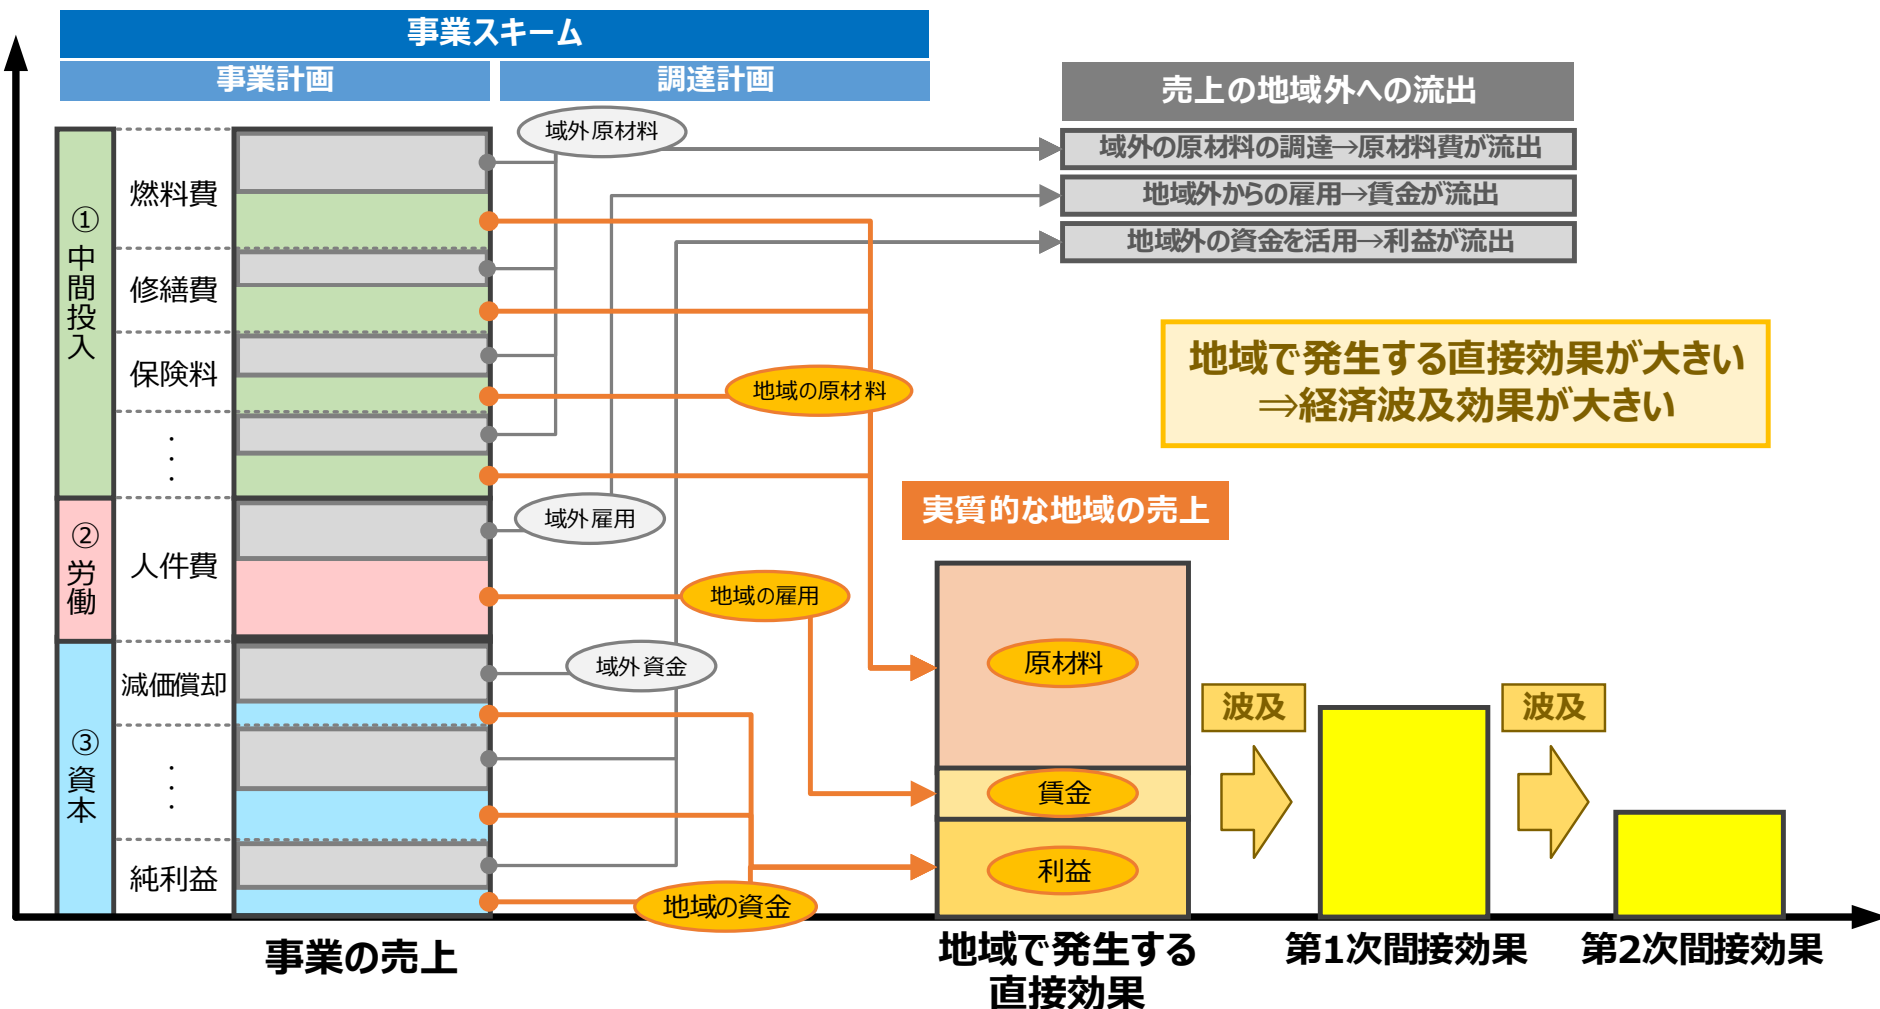 事業スキーム
事業計画
調達計画
売上の地域外への流出
域外の原材料の調達→原材料費が流出
地域外からの雇用→賃金が流出
地域外の資金を活用→利益が流出
①中間投入
燃料費
修繕費
保険料
・・・
②労働
人件費
③資本
減価償却
・・・
純利益
域外原材料
地域の原材料
域外雇用
地域の雇用
域外資金
地域の資金
地域で発生する直接効果が大きい
⇒経済波及効果が大きい
実質的な地域の売上
原材料
賃金
利益
波及
波及
事業の売上
地域で発生する
直接効果
第1次間接効果
第2次間接効果